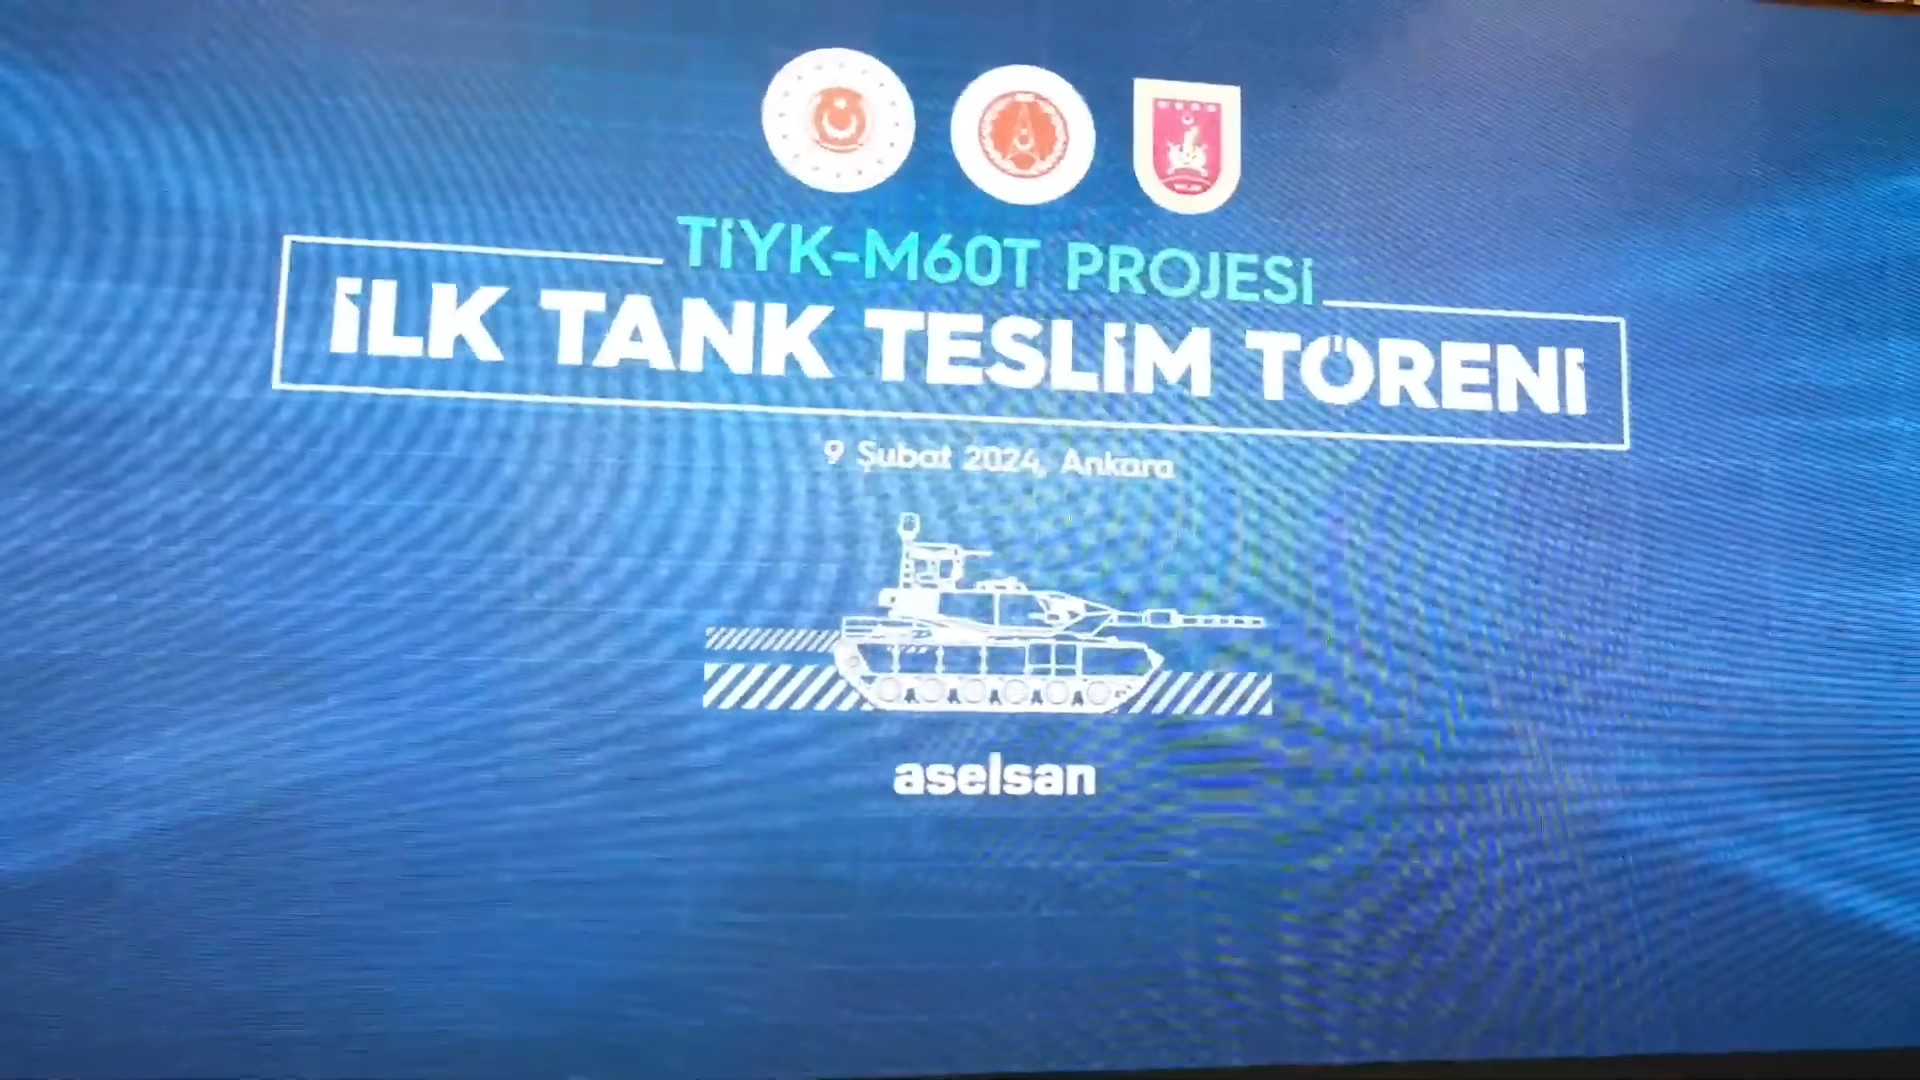 TİYK-M60T PROJESİ
İLK TANK TESLİM TÖRENİ
9 Şubat 2024, Ankara
aselsan